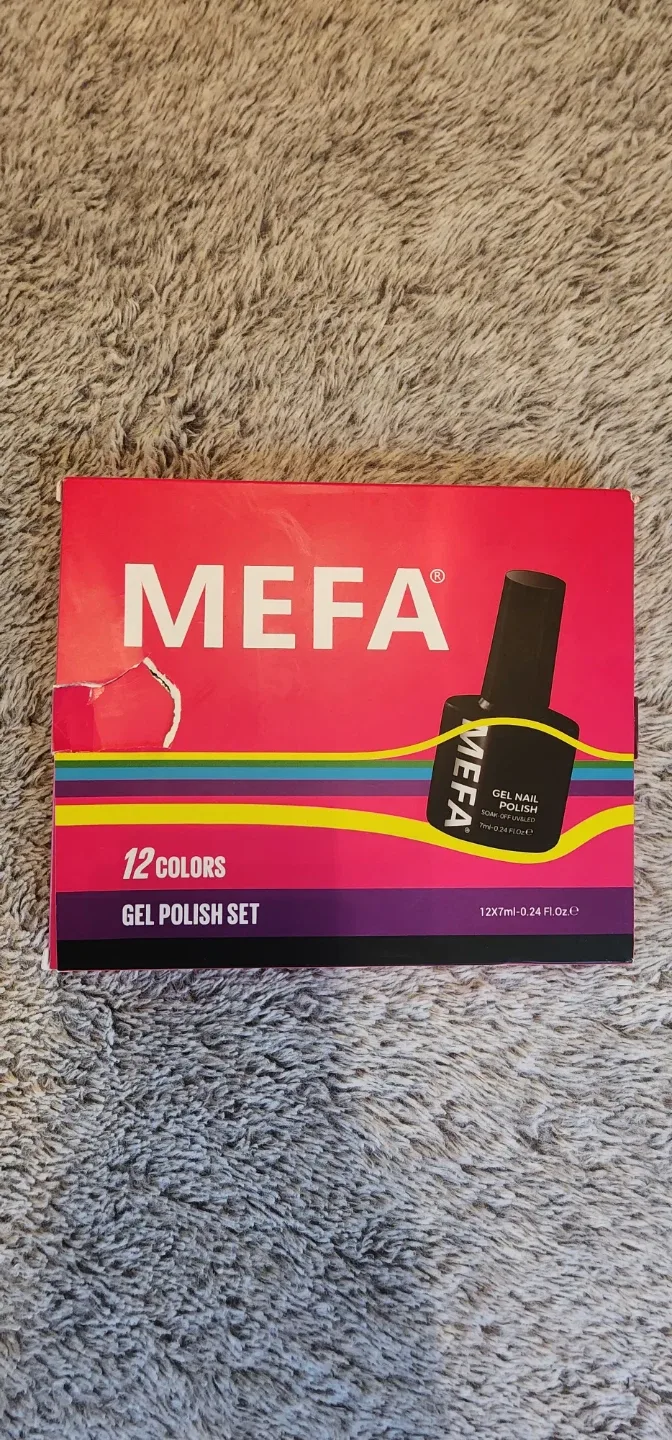 MEFA®
MEFA®
GEL NAIL
POLISH
SOAK-OFF UV&LED
7ml-0.24 Fl.Oz.℮
12 COLORS
GEL POLISH SET
12X7ml-0.24 Fl.Oz.℮